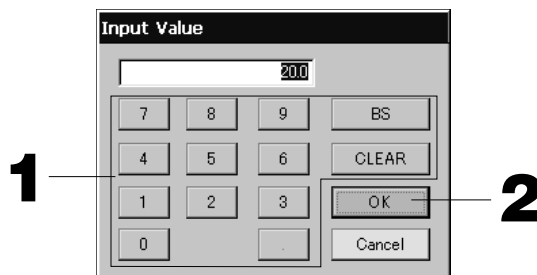 Input Value
20.0
7 8 9 BS
4 5 6 CLEAR
1 2 3 OK
0 . Cancel
1
2